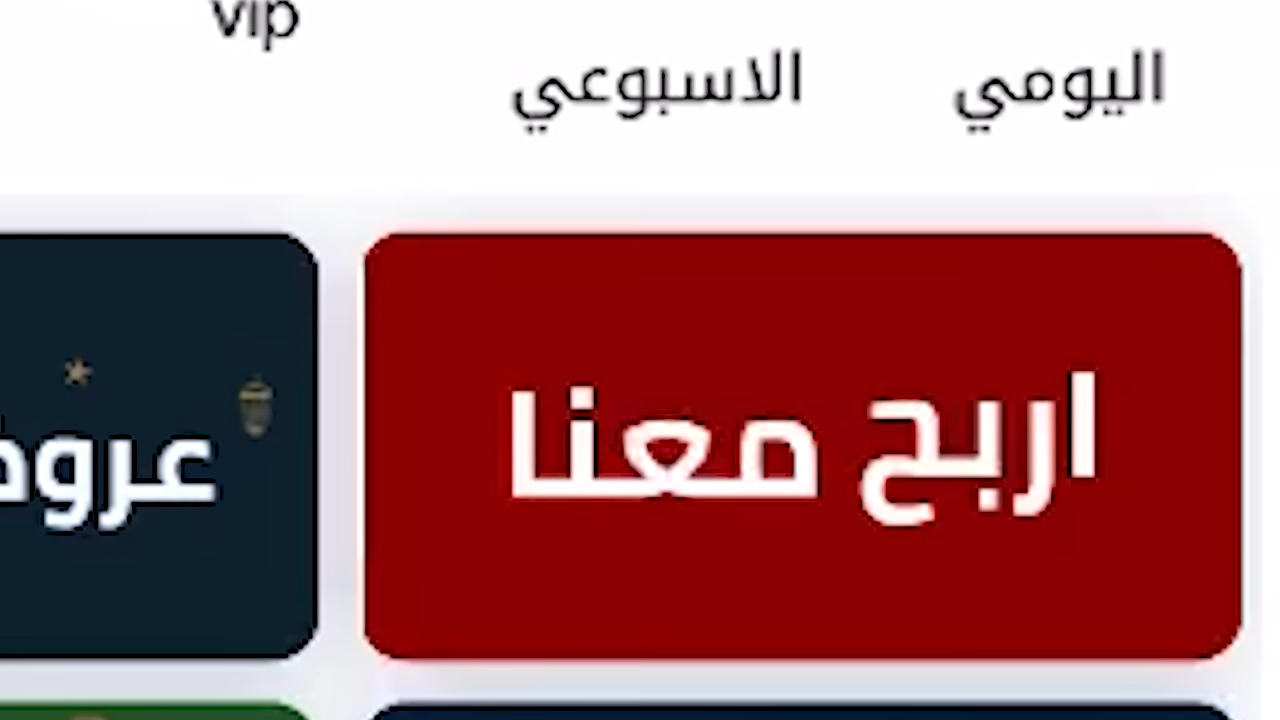 vip
اليومي
الاسبوعي
اربح معنا